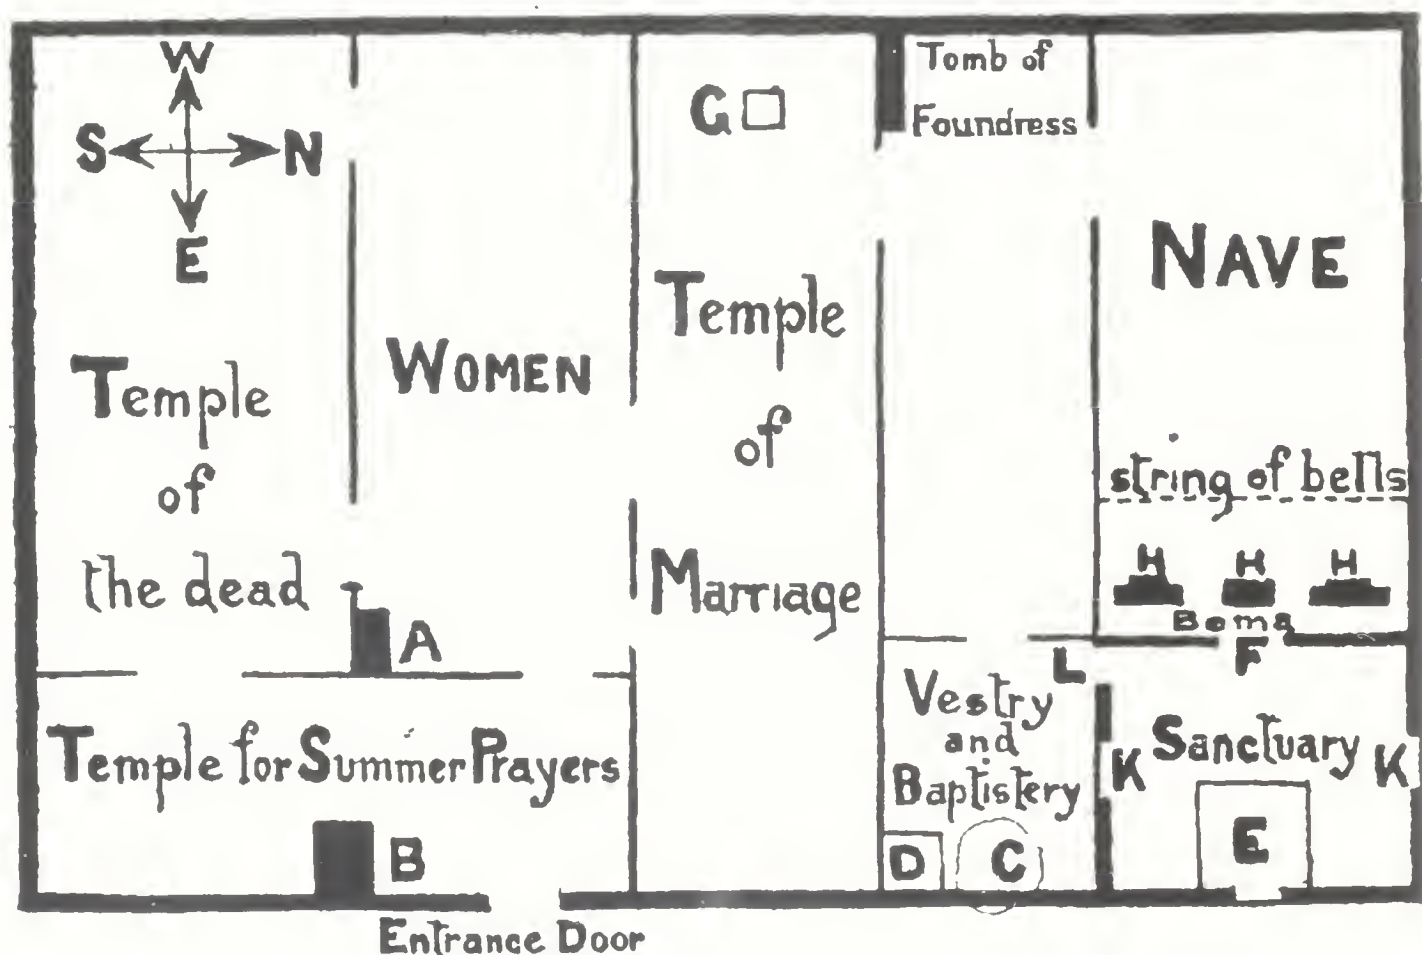 W
S N
E
Temple
of
the dead
WOMEN
A
Temple for Summer Prayers
B
Entrance Door
G
Temple
of
Marriage
Tomb of
Foundress
Vestry
and
Baptistery
L
D
C
NAVE
string of bells
H H H
Bema
F
K Sanctuary K
E